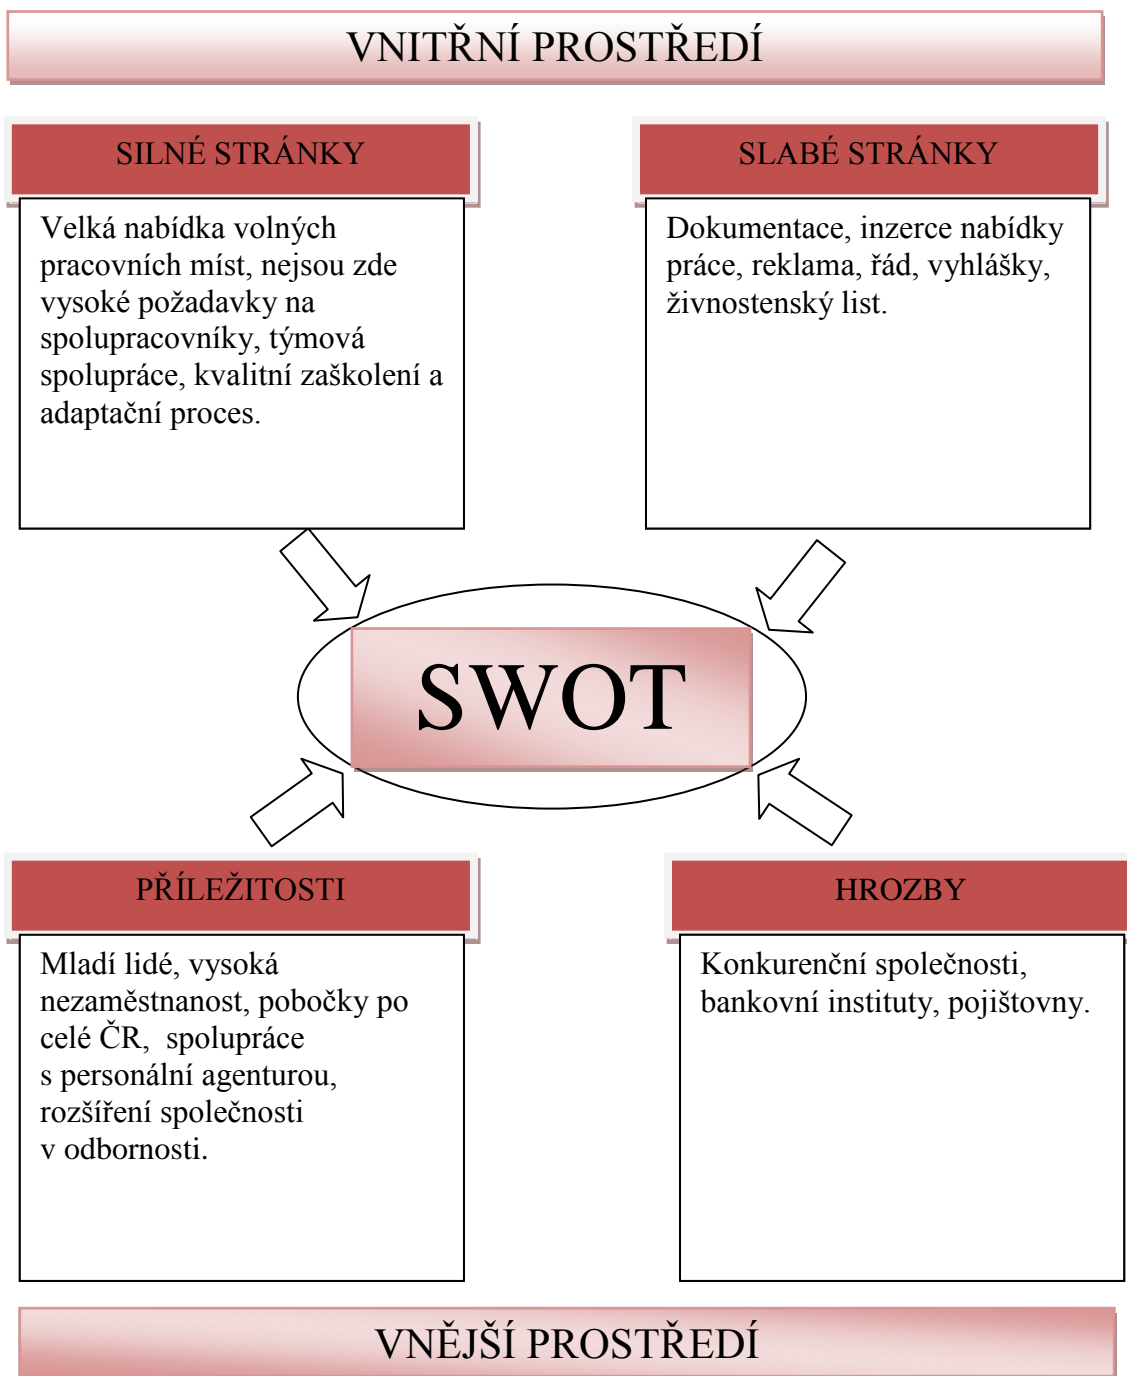 VNITŘNÍ PROSTŘEDÍ
SILNÉ STRÁNKY
Velká nabídka volných
pracovních míst, nejsou zde
vysoké požadavky na
spolupracovníky, týmová
spolupráce, kvalitní zaškolení a
adaptační proces.
SLABÉ STRÁNKY
Dokumentace, inzerce nabídky
práce, reklama, řád, vyhlášky,
živnostenský list.
SWOT
PŘÍLEŽITOSTI
Mladí lidé, vysoká
nezaměstnanost, pobočky po
celé ČR,  spolupráce
s personální agenturou,
rozšíření společnosti
v odbornosti.
HROZBY
Konkurenční společnosti,
bankovní instituty, pojištovny.
VNĚJŠÍ PROSTŘEDÍ